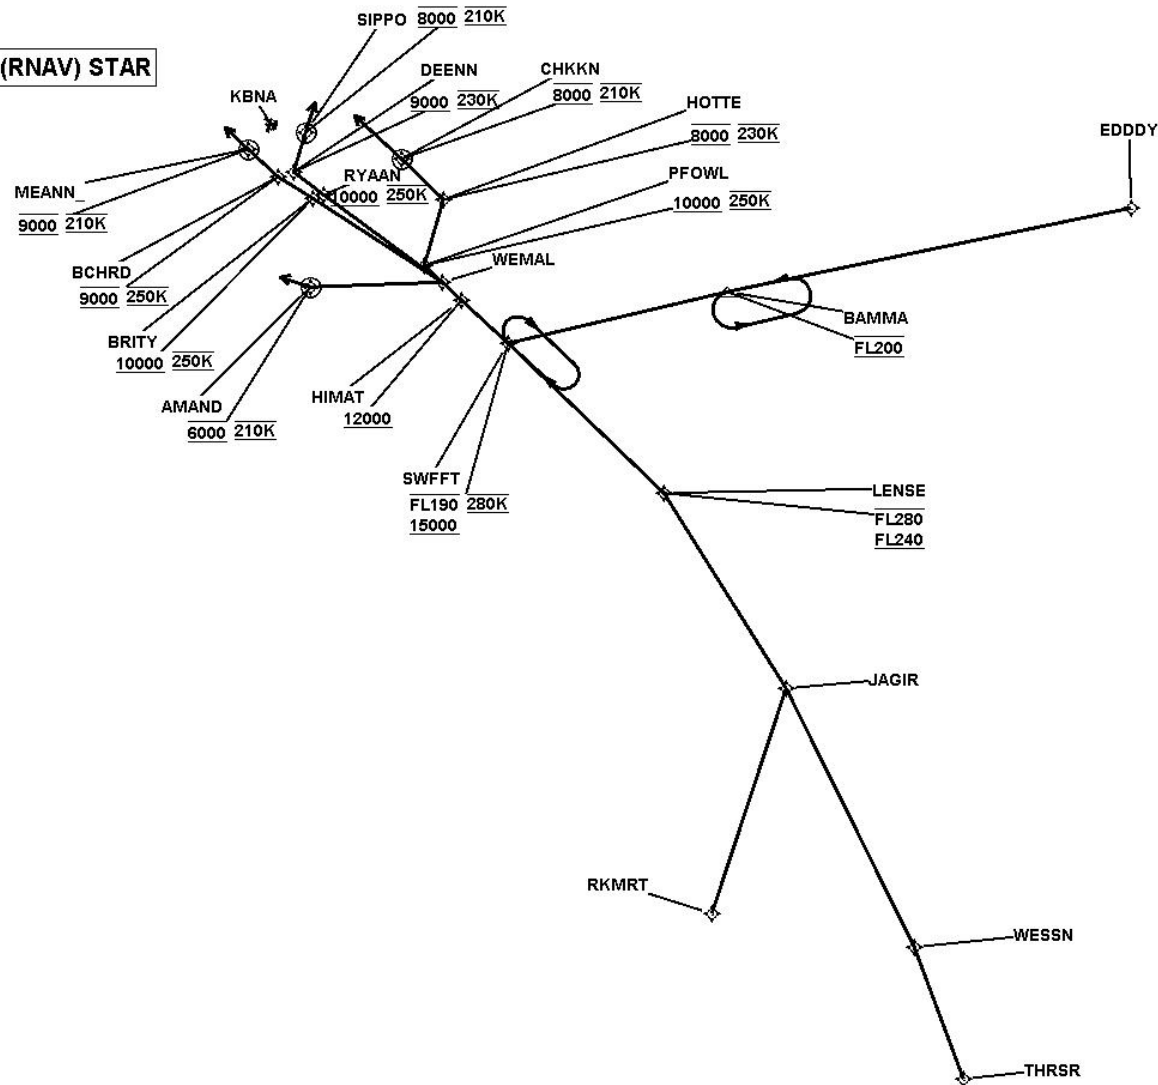 SIPPO 8000 210K
(RNAV) STAR
DEENN
9000 230K
CHKKN
8000 210K
KBNA
HOTTE
8000 230K
EDDDY
RYAAN
10000 250K
PFOWL
10000 250K
MEANN_
9000 210K
BCHRD
9000 250K
WEMAL
BAMMA
FL200
BRITY
10000 250K
AMAND
6000 210K
HIMAT
12000
SWFFT
FL190 280K
15000
LENSE
FL280
FL240
JAGIR
RKMRT
WESSN
THRSR